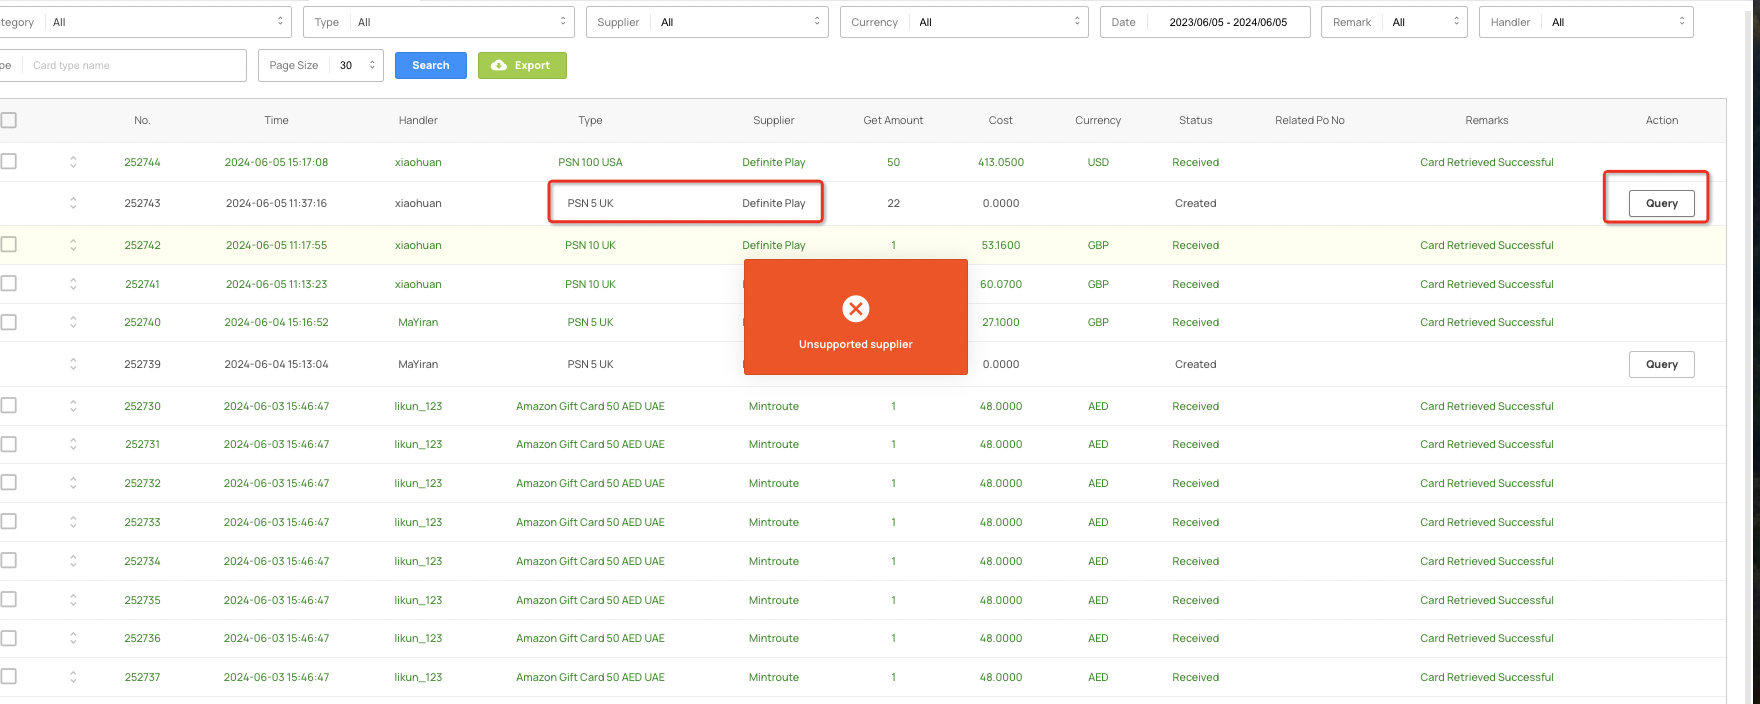 tegory All Type All Supplier All Currency All Date 2023/06/05 - 2024/06/05 Remark All Handler All
pe Card type name Page Size 30 Search Export
No. Time Handler Type Supplier Get Amount Cost Currency Status Related Po No Remarks Action
252744 2024-06-05 15:17:08 xiaohuan PSN 100 USA Definite Play 50 413.0500 USD Received Card Retrieved Successful
252743 2024-06-05 11:37:16 xiaohuan PSN 5 UK Definite Play 22 0.0000 Created Query
252742 2024-06-05 11:17:55 xiaohuan PSN 10 UK Definite Play 1 53.1600 GBP Received Card Retrieved Successful
252741 2024-06-05 11:13:23 xiaohuan PSN 10 UK 60.0700 GBP Received Card Retrieved Successful
252740 2024-06-04 15:16:52 MaYiran PSN 5 UK 27.1000 GBP Received Card Retrieved Successful
Unsupported supplier
252739 2024-06-04 15:13:04 MaYiran PSN 5 UK 0.0000 Created Query
252730 2024-06-03 15:46:47 likun_123 Amazon Gift Card 50 AED UAE Mintroute 1 48.0000 AED Received Card Retrieved Successful
252731 2024-06-03 15:46:47 likun_123 Amazon Gift Card 50 AED UAE Mintroute 1 48.0000 AED Received Card Retrieved Successful
252732 2024-06-03 15:46:47 likun_123 Amazon Gift Card 50 AED UAE Mintroute 1 48.0000 AED Received Card Retrieved Successful
252733 2024-06-03 15:46:47 likun_123 Amazon Gift Card 50 AED UAE Mintroute 1 48.0000 AED Received Card Retrieved Successful
252734 2024-06-03 15:46:47 likun_123 Amazon Gift Card 50 AED UAE Mintroute 1 48.0000 AED Received Card Retrieved Successful
252735 2024-06-03 15:46:47 likun_123 Amazon Gift Card 50 AED UAE Mintroute 1 48.0000 AED Received Card Retrieved Successful
252736 2024-06-03 15:46:47 likun_123 Amazon Gift Card 50 AED UAE Mintroute 1 48.0000 AED Received Card Retrieved Successful
252737 2024-06-03 15:46:47 likun_123 Amazon Gift Card 50 AED UAE Mintroute 1 48.0000 AED Received Card Retrieved Successful